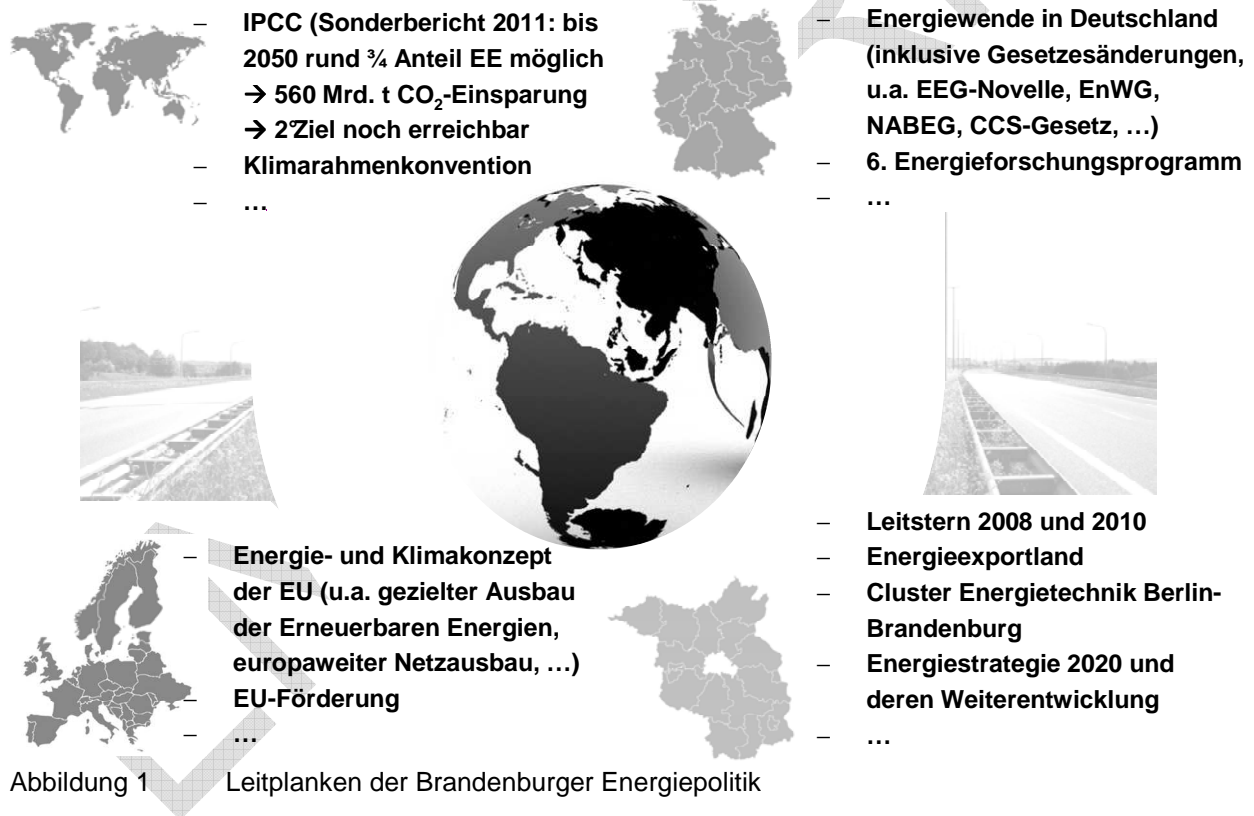 – IPCC (Sonderbericht 2011: bis
2050 rund ¾ Anteil EE möglich
→ 560 Mrd. t CO₂-Einsparung
→ 2°Ziel noch erreichbar
– Klimarahmenkonvention
– …
– Energiewende in Deutschland
(inklusive Gesetzesänderungen,
u.a. EEG-Novelle, EnWG,
NABEG, CCS-Gesetz, …)
– 6. Energieforschungsprogramm
– …
– Energie- und Klimakonzept
der EU (u.a. gezielter Ausbau
der Erneuerbaren Energien,
europaweiter Netzausbau, …)
– EU-Förderung
– …
– Leitstern 2008 und 2010
– Energieexportland
– Cluster Energietechnik Berlin-
Brandenburg
– Energiestrategie 2020 und
deren Weiterentwicklung
– …
Abbildung 1 Leitplanken der Brandenburger Energiepolitik